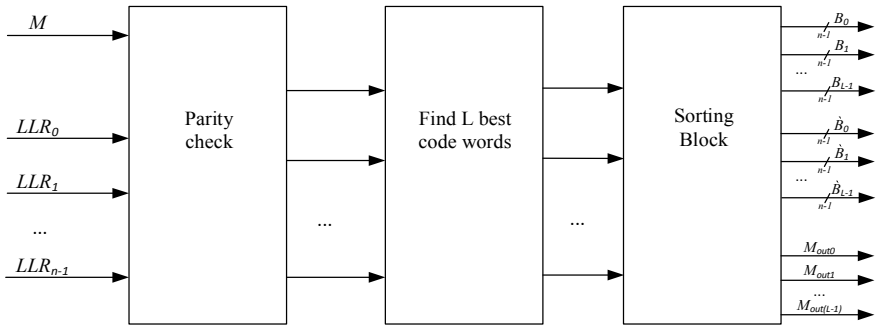 M
LLR0
LLR1
...
LLRn-1
Parity
check
...
Find L best
code words
...
Sorting
Block
B0
n-1
B1
n-1
...
BL-1
n-1
B̀0
n-1
B̀1
n-1
...
B̀L-1
n-1
Mout0
Mout1
...
Mout(L-1)